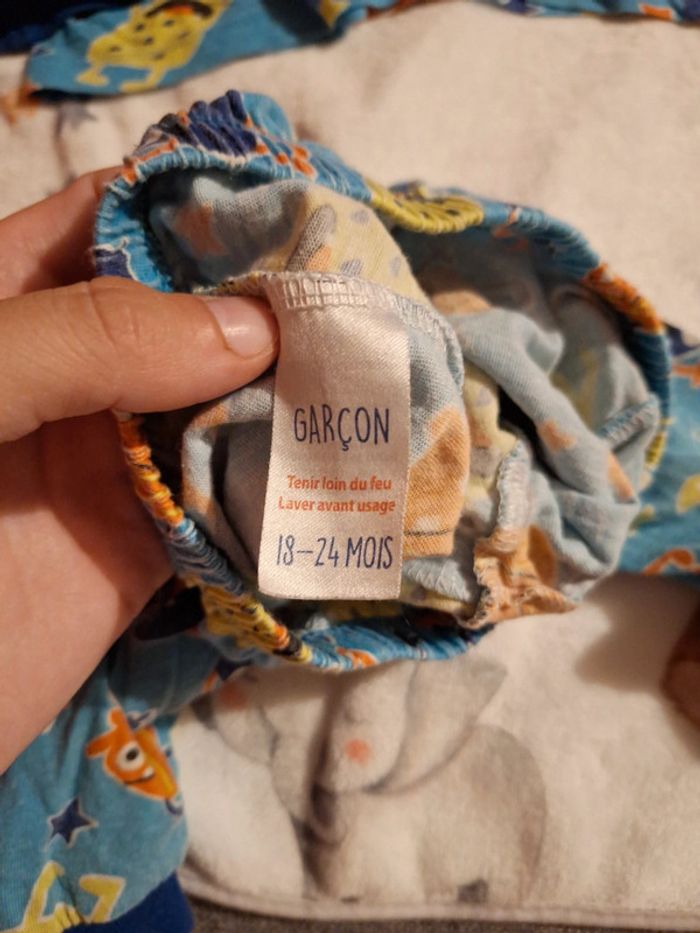 GARÇON
Tenir loin du feu
Laver avant usage
18–24 MOIS